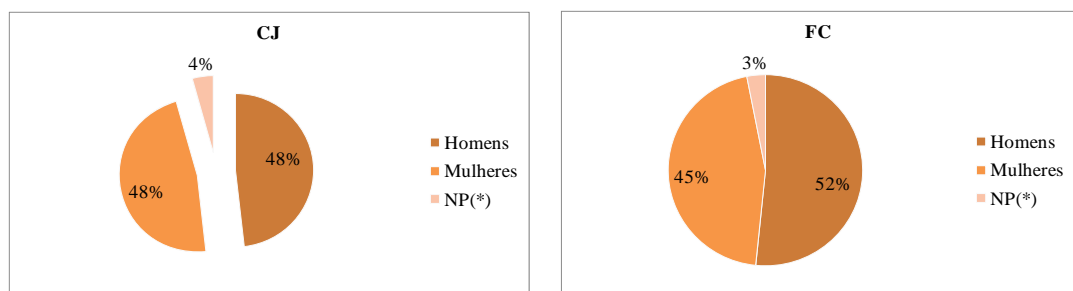 CJ
4%
48%
48%
Homens
Mulheres
NP(*)
FC
3%
45%
52%
Homens
Mulheres
NP(*)